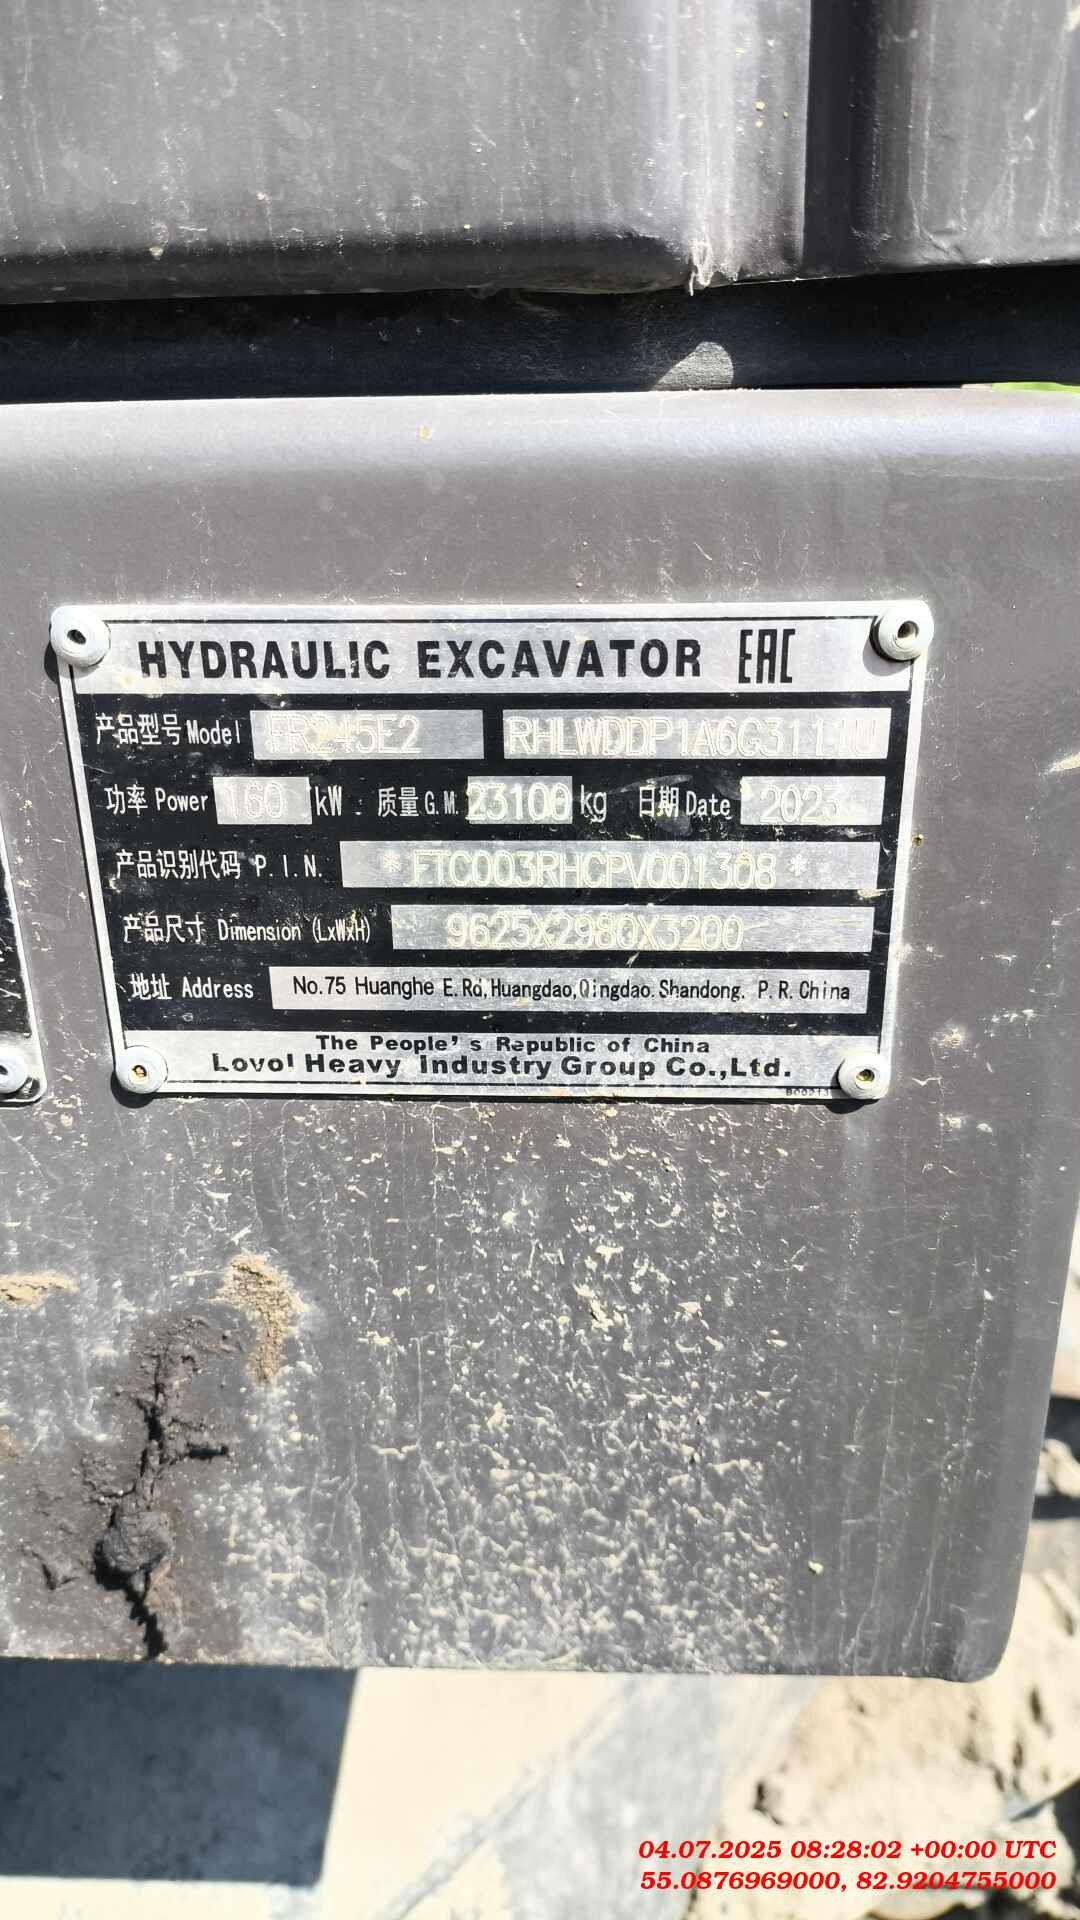 HYDRAULIC EXCAVATOR EAC
产品型号 Model FR245E2
功率 Power 160 kW 质量 G.M. 23100 kg 日期 Date
产品识别代码 P.I.N. *FTC003RHCPV001308*
产品尺寸 Dimension (LxWxH) 9625X2980X3200
地址 Address No.75 Huanghe E.Rd,Huangdao,Qingdao.Shandong. P.R.China
The People's Republic of China
Lovol Heavy Industry Group Co.,Ltd.
04.07.2025 08:28:02 +00:00 UTC
55.0876969000, 82.9204755000